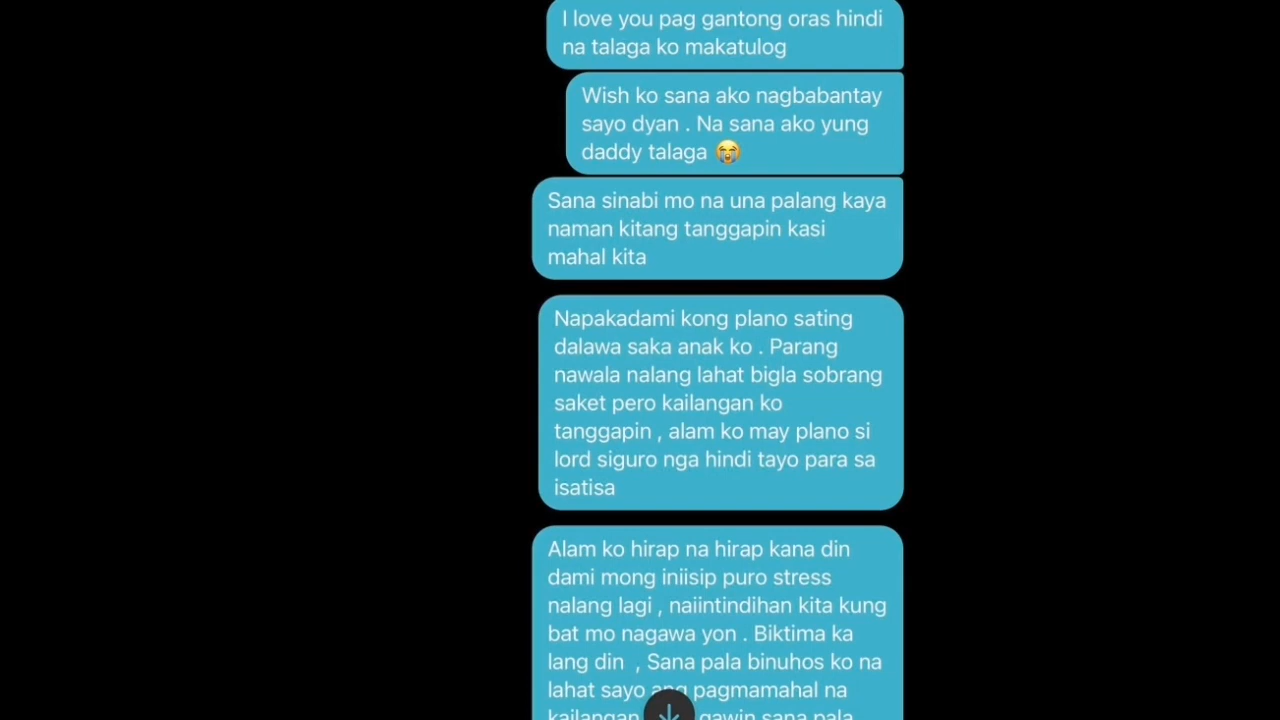 I love you pag gantong oras hindi
na talaga ko makatulog
Wish ko sana ako nagbabantay
sayo dyan . Na sana ako yung
daddy talaga 😭
Sana sinabi mo na una palang kaya
naman kitang tanggapin kasi
mahal kita
Napakadami kong plano sating
dalawa saka anak ko . Parang
nawala nalang lahat bigla sobrang
saket pero kailangan ko
tanggapin , alam ko may plano si
lord siguro nga hindi tayo para sa
isatisa
Alam ko hirap na hirap kana din
dami mong iniisip puro stress
nalang lagi , naiintindihan kita kung
bat mo nagawa yon . Biktima ka
lang din , Sana pala binuhos ko na
lahat sayo ang pagmamahal na
kailangan gawin sana pala